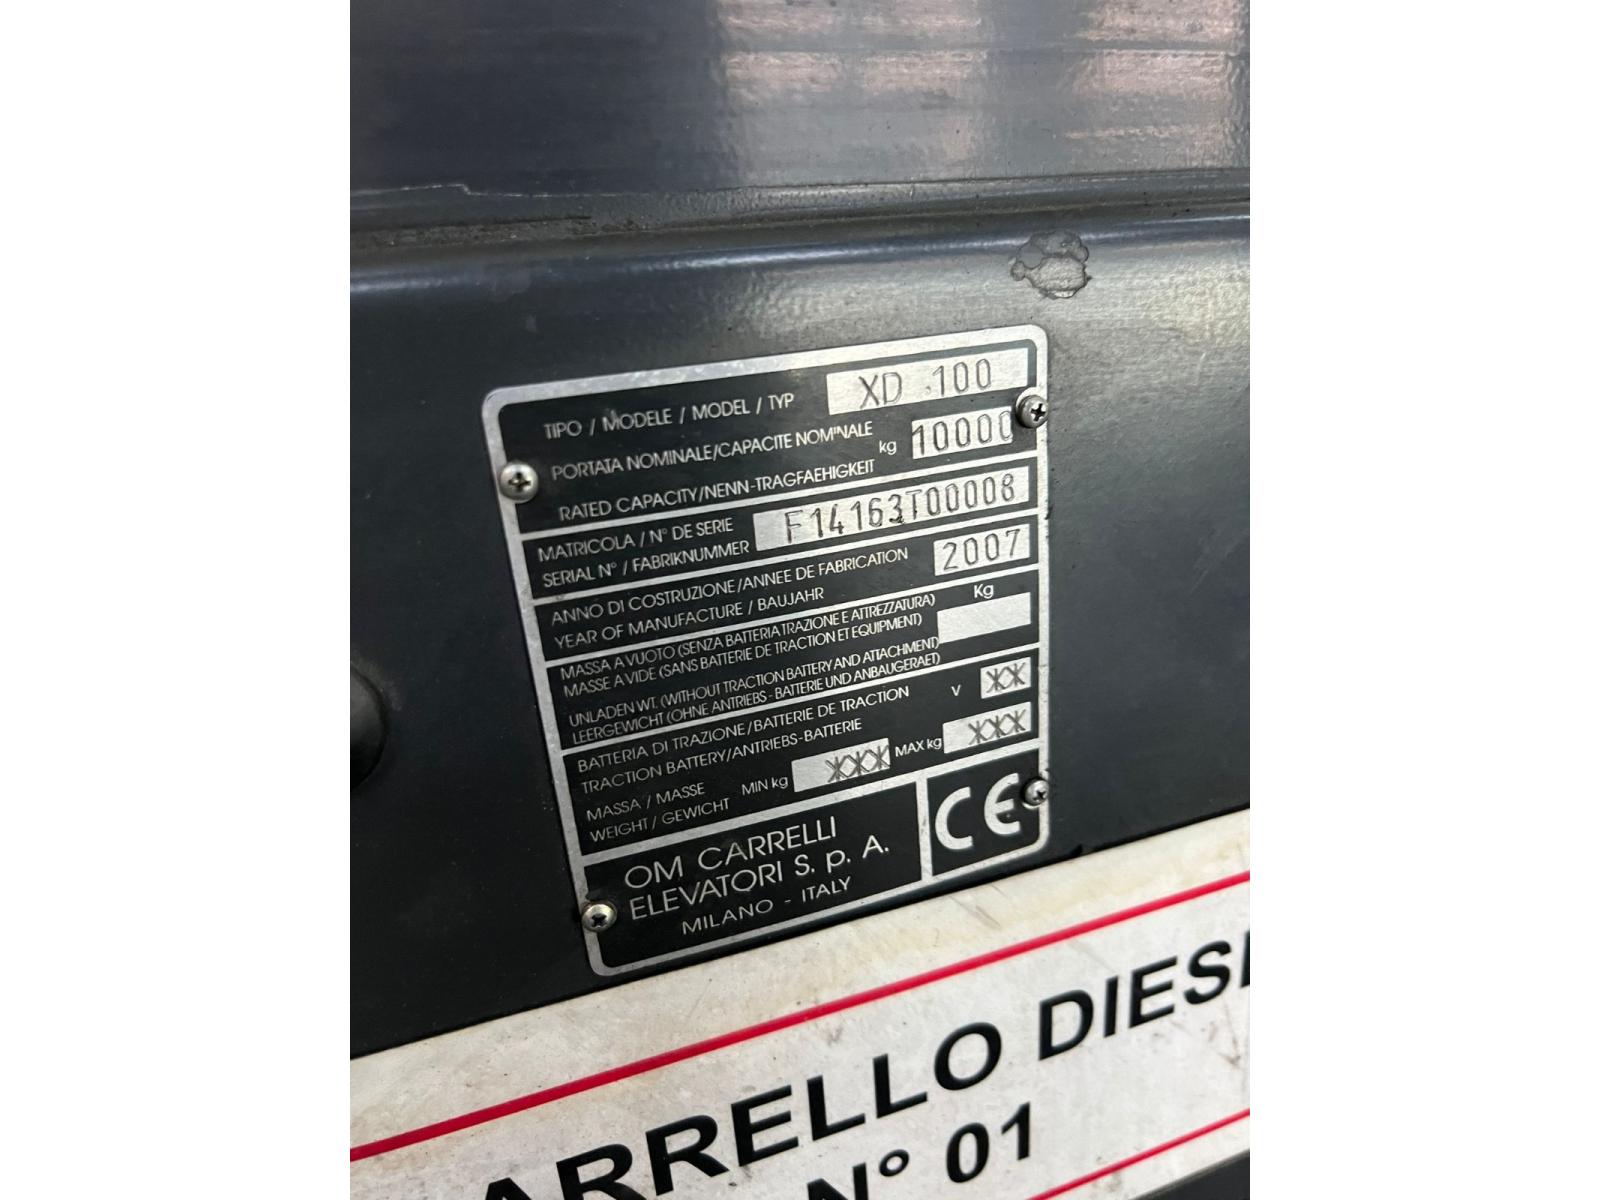 TIPO / MODELE / MODEL / TYP XD .100
PORTATA NOMINALE/CAPACITE NOMINALE kg 10000
RATED CAPACITY/NENN-TRAGFAEHIGKEIT
MATRICOLA / N° DE SERIE F14163T00008
SERIAL N° / FABRIKNUMMER
ANNO DI COSTRUZIONE/ANNEE DE FABRICATION 2007
YEAR OF MANUFACTURE / BAUJAHR
MASSA A VUOTO (SENZA BATTERIA TRAZIONE E ATTREZZATURA) Kg
MASSE A VIDE (SANS BATTERIE DE TRACTION ET EQUIPMENT)
UNLADEN WT. (WITHOUT TRACTION BATTERY AND ATTACHMENT)
LEERGEWICHT (OHNE ANTRIEBS - BATTERIE UND ANBAUGERAET)
BATTERIA DI TRAZIONE/BATTERIE DE TRACTION V XX
TRACTION BATTERY/ANTRIEBS-BATTERIE
MASSA / MASSE MIN kg XXX MAX kg XXX
WEIGHT / GEWICHT
OM CARRELLI
ELEVATORI S. p. A.
MILANO - ITALY
CE
ARRELLO DIES
N° 01